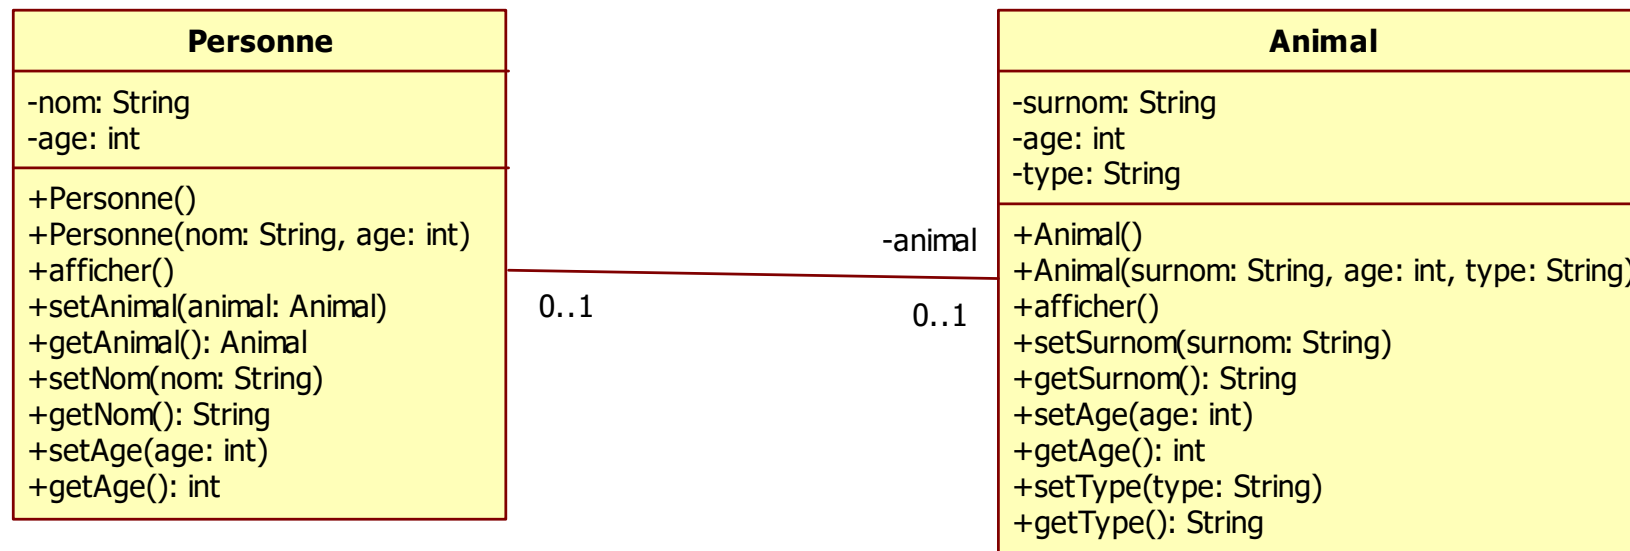 Personne
-nom: String
-age: int
+Personne()
+Personne(nom: String, age: int)
+afficher()
+setAnimal(animal: Animal)
+getAnimal(): Animal
+setNom(nom: String)
+getNom(): String
+setAge(age: int)
+getAge(): int
0..1
-animal
0..1
Animal
-surnom: String
-age: int
-type: String
+Animal()
+Animal(surnom: String, age: int, type: String)
+afficher()
+setSurnom(surnom: String)
+getSurnom(): String
+setAge(age: int)
+getAge(): int
+setType(type: String)
+getType(): String